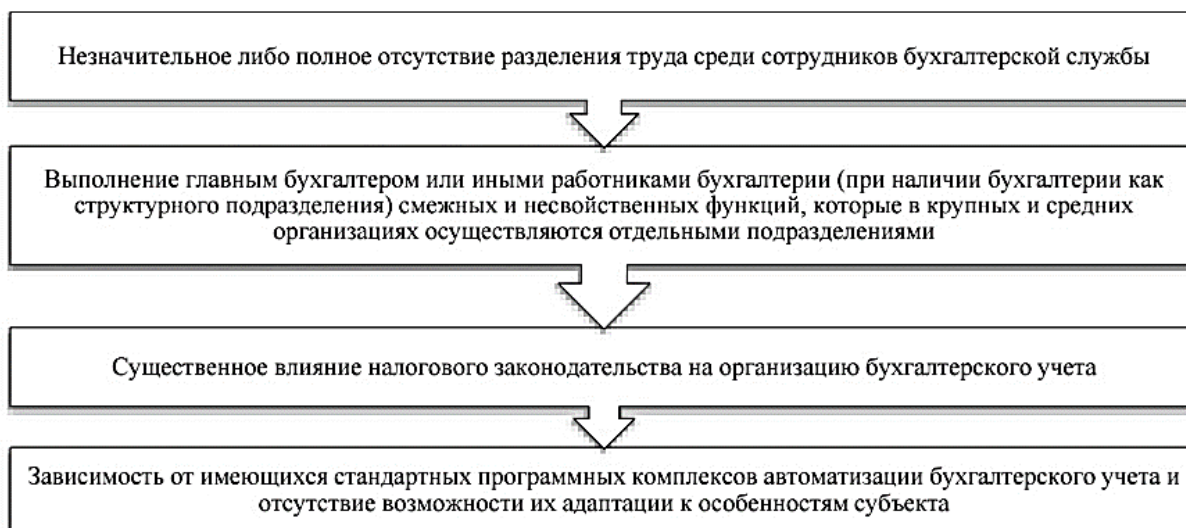 Незначительное либо полное отсутствие разделения труда среди сотрудников бухгалтерской службы
Выполнение главным бухгалтером или иными работниками бухгалтерии (при наличии бухгалтерии как
структурного подразделения) смежных и несвойственных функций, которые в крупных и средних
организациях осуществляются отдельными подразделениями
Существенное влияние налогового законодательства на организацию бухгалтерского учета
Зависимость от имеющихся стандартных программных комплексов автоматизации бухгалтерского учета и
отсутствие возможности их адаптации к особенностям субъекта